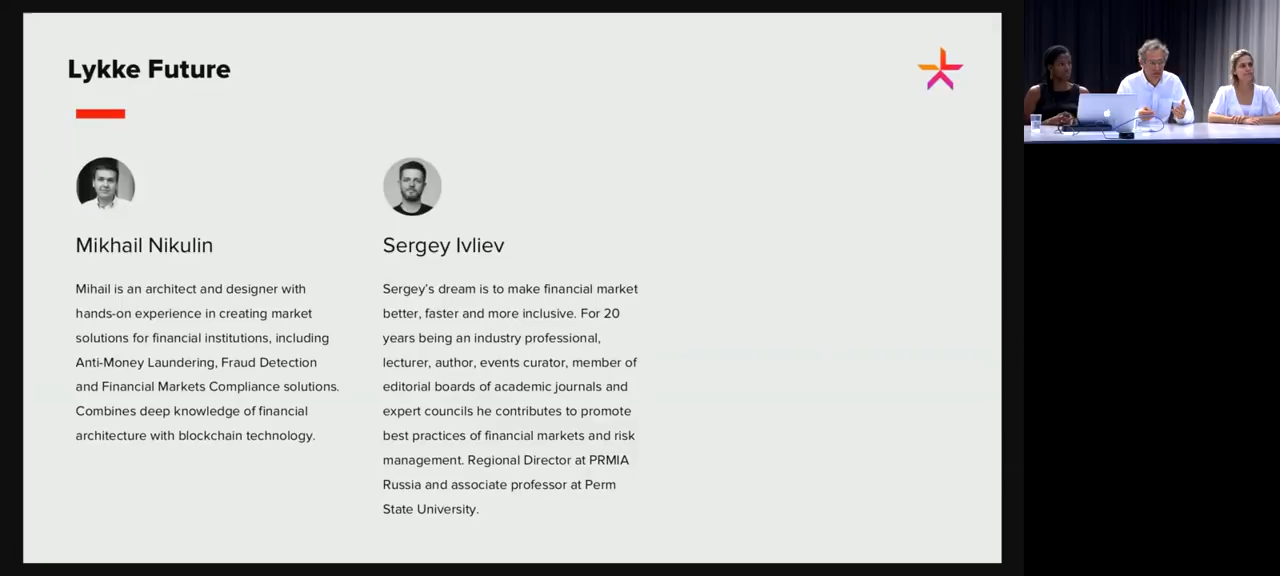 Lykke Future
Mikhail Nikulin
Mihail is an architect and designer with
hands-on experience in creating market
solutions for financial institutions, including
Anti-Money Laundering, Fraud Detection
and Financial Markets Compliance solutions.
Combines deep knowledge of financial
architecture with blockchain technology.
Sergey Ivliev
Sergey’s dream is to make financial market
better, faster and more inclusive. For 20
years being an industry professional,
lecturer, author, events curator, member of
editorial boards of academic journals and
expert councils he contributes to promote
best practices of financial markets and risk
management. Regional Director at PRMIA
Russia and associate professor at Perm
State University.